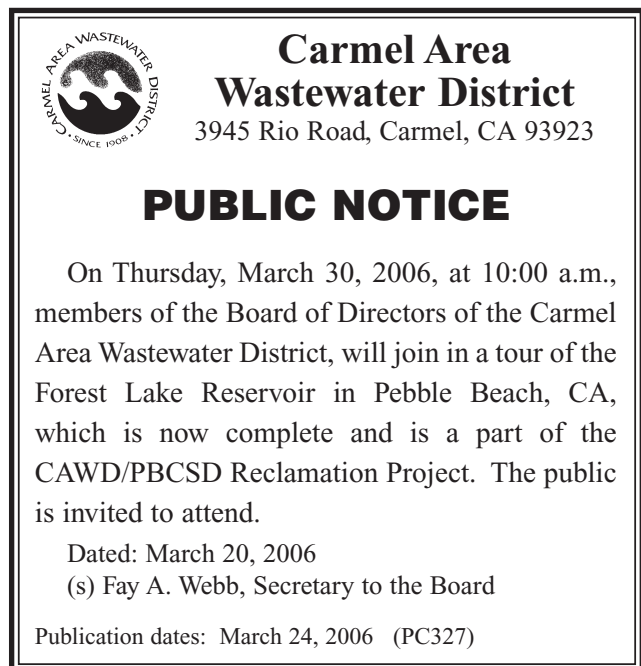 CARMEL AREA WASTEWATER DISTRICT
• SINCE 1908 •
Carmel Area
Wastewater District
3945 Rio Road, Carmel, CA 93923
PUBLIC NOTICE
On Thursday, March 30, 2006, at 10:00 a.m.,
members of the Board of Directors of the Carmel
Area Wastewater District, will join in a tour of the
Forest Lake Reservoir in Pebble Beach, CA,
which is now complete and is a part of the
CAWD/PBCSD Reclamation Project. The public
is invited to attend.
Dated: March 20, 2006
(s) Fay A. Webb, Secretary to the Board
Publication dates: March 24, 2006 (PC327)